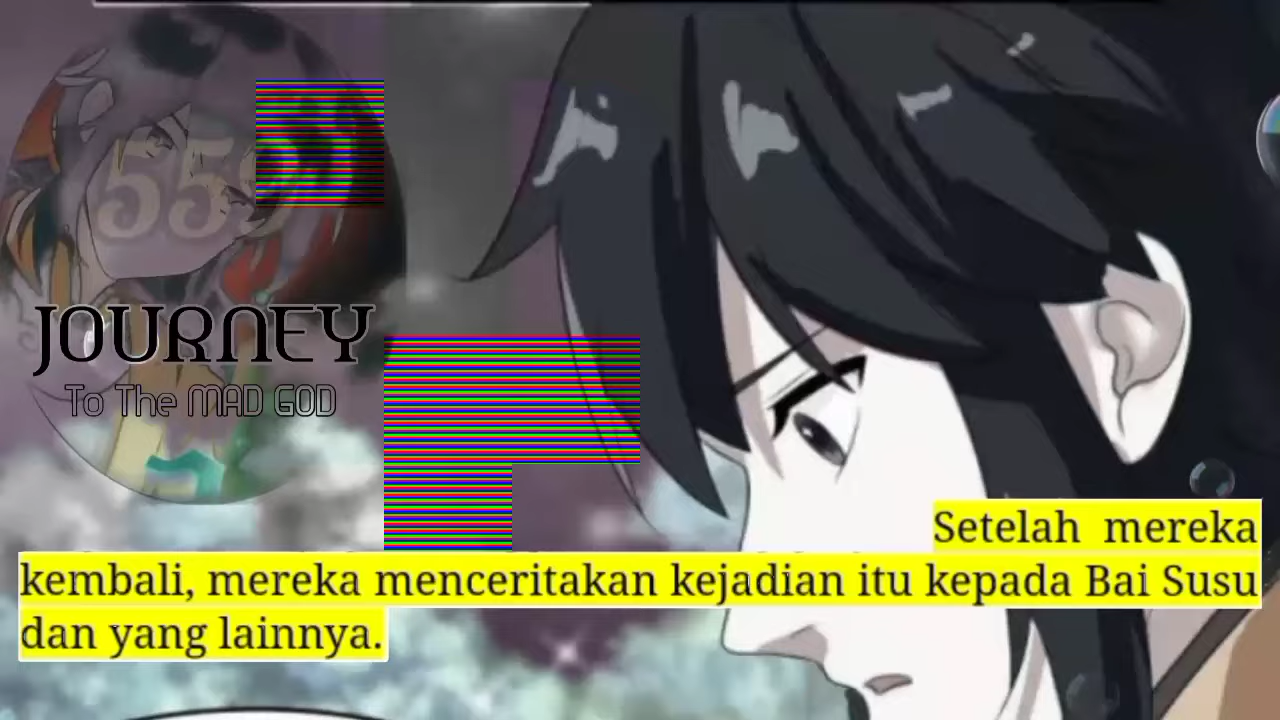 JOURNEY
To The MAD GOD
Setelah mereka
kembali, mereka menceritakan kejadian itu kepada Bai Susu
dan yang lainnya.